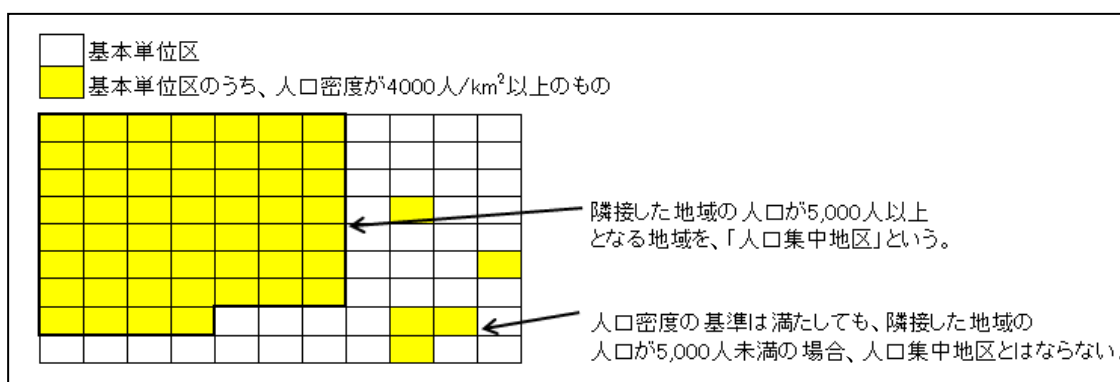 基本単位区
基本単位区のうち、人口密度が4000人/km²以上のもの
隣接した地域の人口が5,000人以上
となる地域を、「人口集中地区」という。
人口密度の基準は満たしても、隣接した地域の
人口が5,000人未満の場合、人口集中地区とはならない。